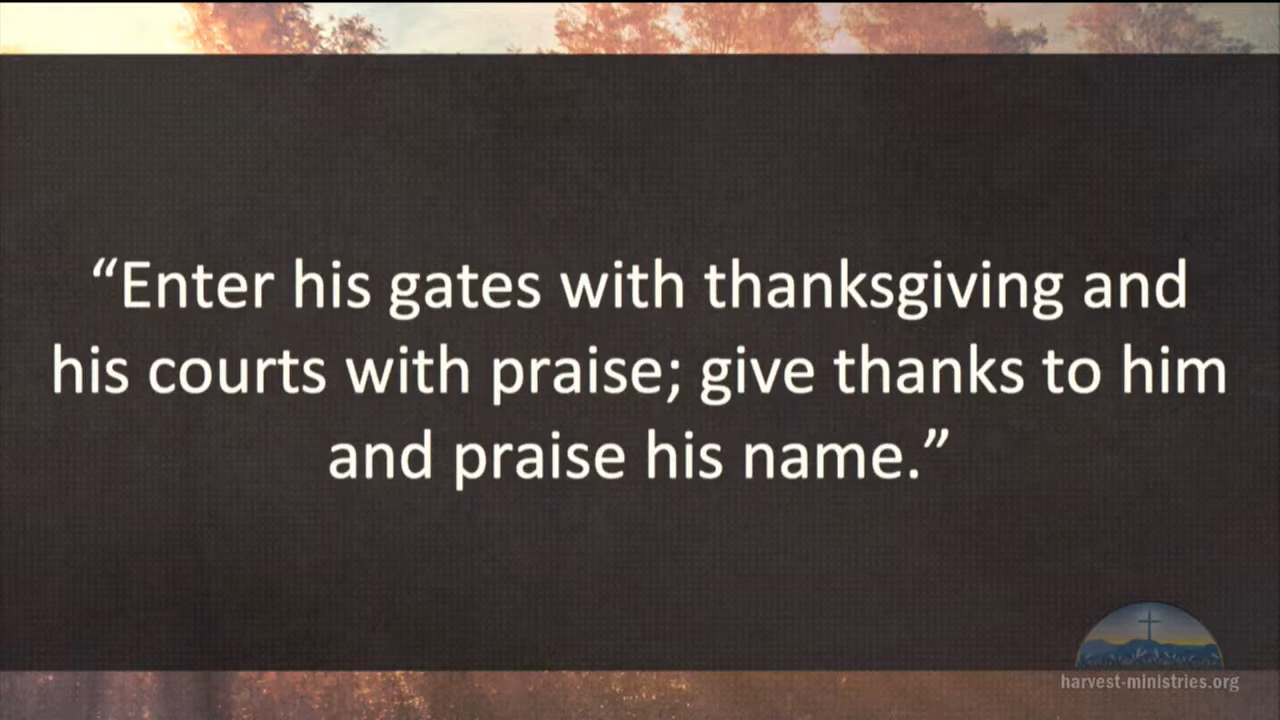 “Enter his gates with thanksgiving and
his courts with praise; give thanks to him
and praise his name.”
harvest-ministries.org